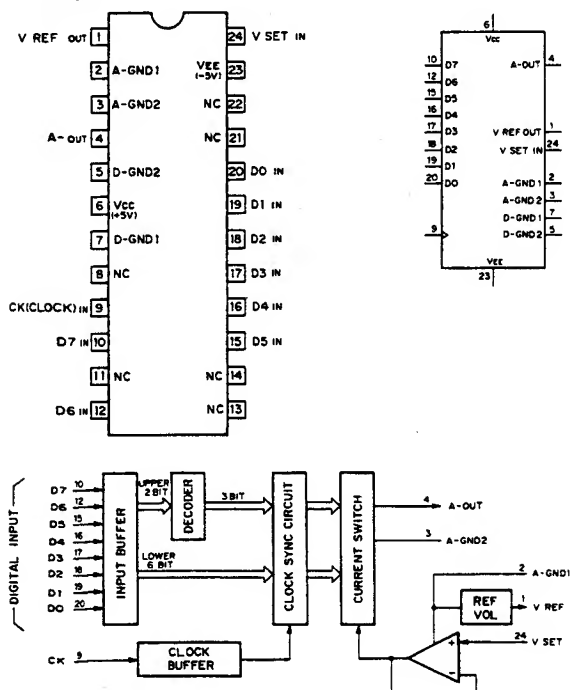 V REF OUT 1
24 V SET IN
2 A-GND1
VEE (-5V) 23
3 A-GND2
NC 22
A-OUT 4
NC 21
5 D-GND2
20 D0 IN
6 VCC (+5V)
19 D1 IN
7 D-GND1
18 D2 IN
8 NC
17 D3 IN
CK(CLOCK) IN 9
16 D4 IN
D7 IN 10
15 D5 IN
11 NC
NC 14
D6 IN 12
NC 13
6
VCC
10 D7
12 D6
15 D5
16 D4
17 D3
18 D2
19 D1
20 D0
9
A-OUT 4
V REF OUT 1
V SET IN 24
A-GND1 2
A-GND2 3
D-GND1 7
D-GND2 5
VEE
23
DIGITAL INPUT
D7 10
D6 12
D5 15
D4 16
D3 17
D2 18
D1 19
D0 20
INPUT BUFFER
UPPER 2 BIT
DECODER
3 BIT
LOWER 6 BIT
CLOCK SYNC CIRCUIT
CURRENT SWITCH
4 A-OUT
3 A-GND2
2 A-GND1
REF VOL
1 V REF
24 V SET
+
-
CK 9
CLOCK BUFFER